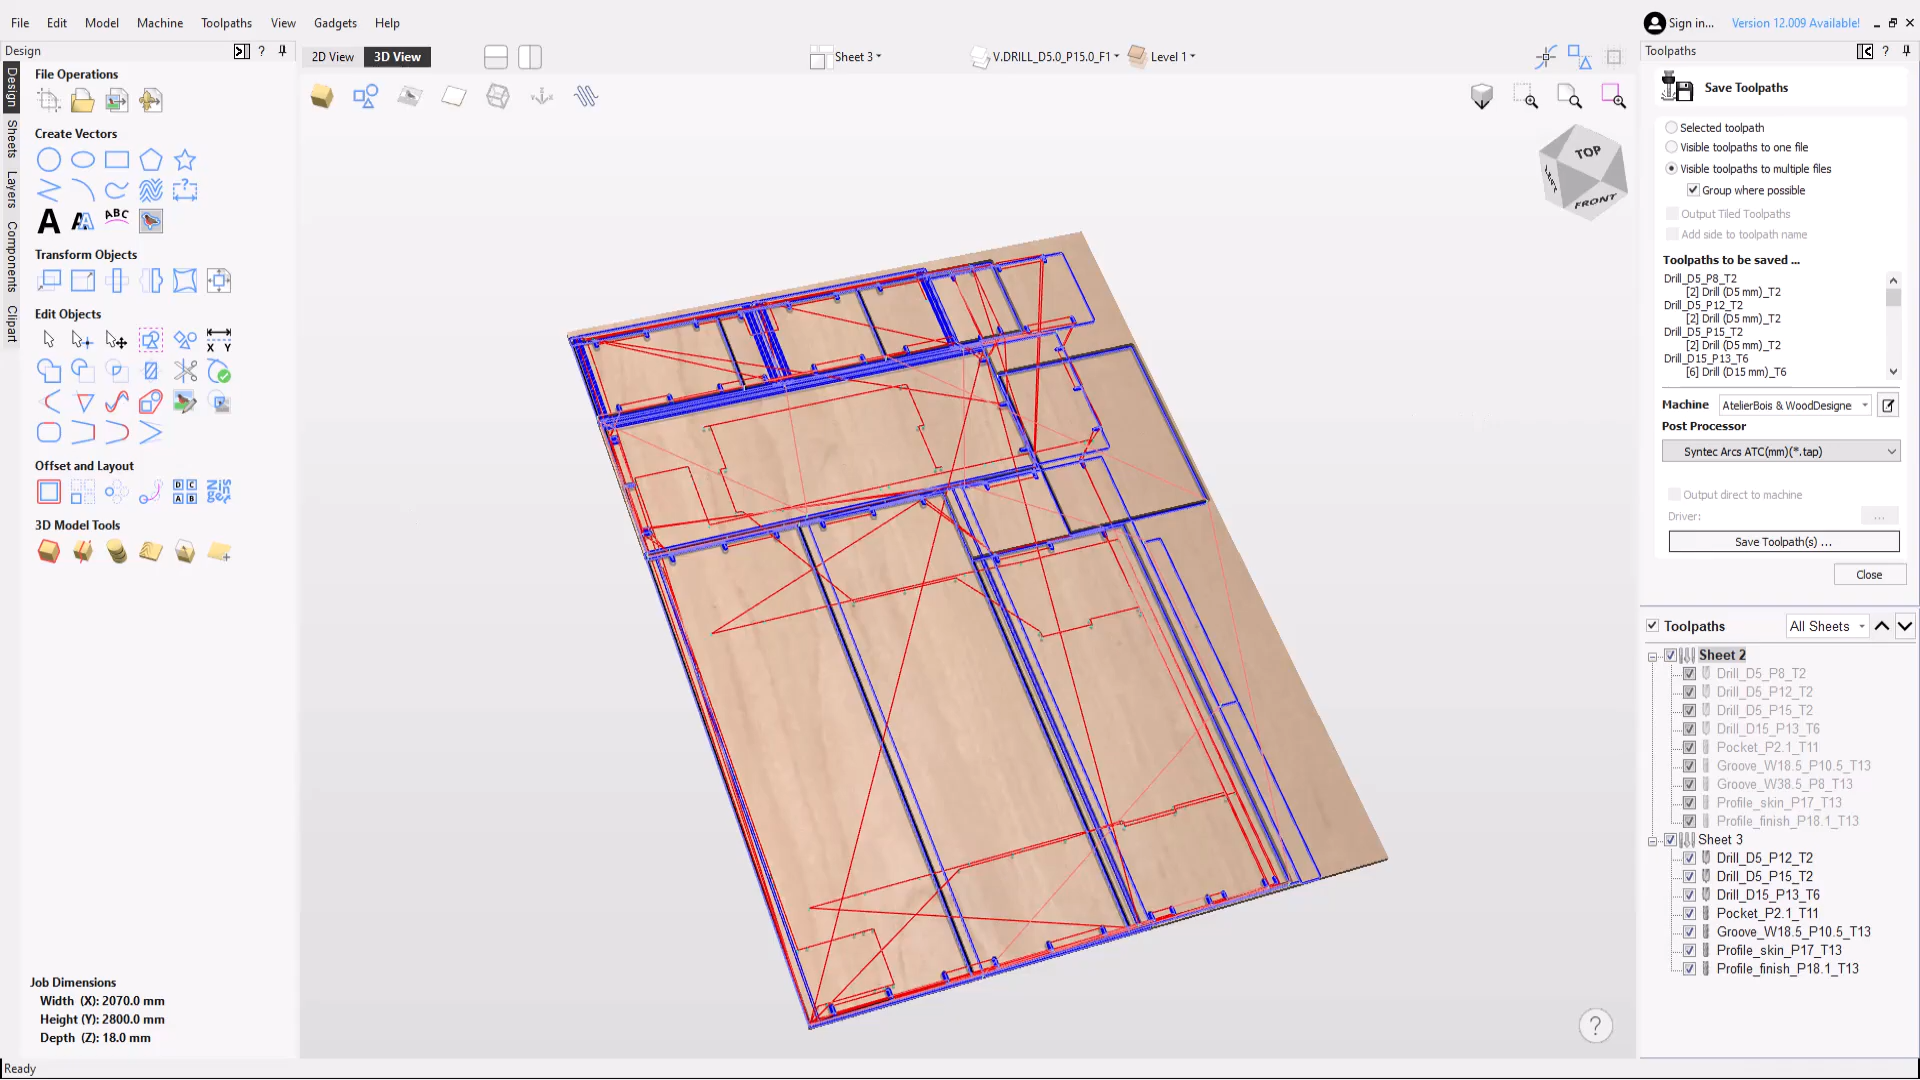 File Edit Model Machine Toolpaths View Gadgets Help
Sign in... Version 12.009 Available!
Design
2D View 3D View
Sheet 3
V.DRILL_D5.0_P15.0_F1
Level 1
Toolpaths
Design
Sheets
Layers
Components
Clipart
File Operations
Create Vectors
A A ABC
Transform Objects
Edit Objects
X Y
Offset and Layout
D C
A B
3D Model Tools
Job Dimensions
Width (X): 2070.0 mm
Height (Y): 2800.0 mm
Depth (Z): 18.0 mm
Ready
TOP
LEFT
FRONT
Save Toolpaths
Selected toolpath
Visible toolpaths to one file
Visible toolpaths to multiple files
Group where possible
Output Tiled Toolpaths
Add side to toolpath name
Toolpaths to be saved ...
Drill_D5_P8_T2
[2] Drill (D5 mm)_T2
Drill_D5_P12_T2
[2] Drill (D5 mm)_T2
Drill_D5_P15_T2
[2] Drill (D5 mm)_T2
Drill_D15_P13_T6
[6] Drill (D15 mm)_T6
Machine AtelierBois & WoodDesigne
Post Processor
Syntec Arcs ATC(mm)(*.tap)
Output direct to machine
Driver: ...
Save Toolpath(s) ...
Close
Toolpaths All Sheets
Sheet 2
Drill_D5_P8_T2
Drill_D5_P12_T2
Drill_D5_P15_T2
Drill_D15_P13_T6
Pocket_P2.1_T11
Groove_W18.5_P10.5_T13
Groove_W38.5_P8_T13
Profile_skin_P17_T13
Profile_finish_P18.1_T13
Sheet 3
Drill_D5_P12_T2
Drill_D5_P15_T2
Drill_D15_P13_T6
Pocket_P2.1_T11
Groove_W18.5_P10.5_T13
Profile_skin_P17_T13
Profile_finish_P18.1_T13